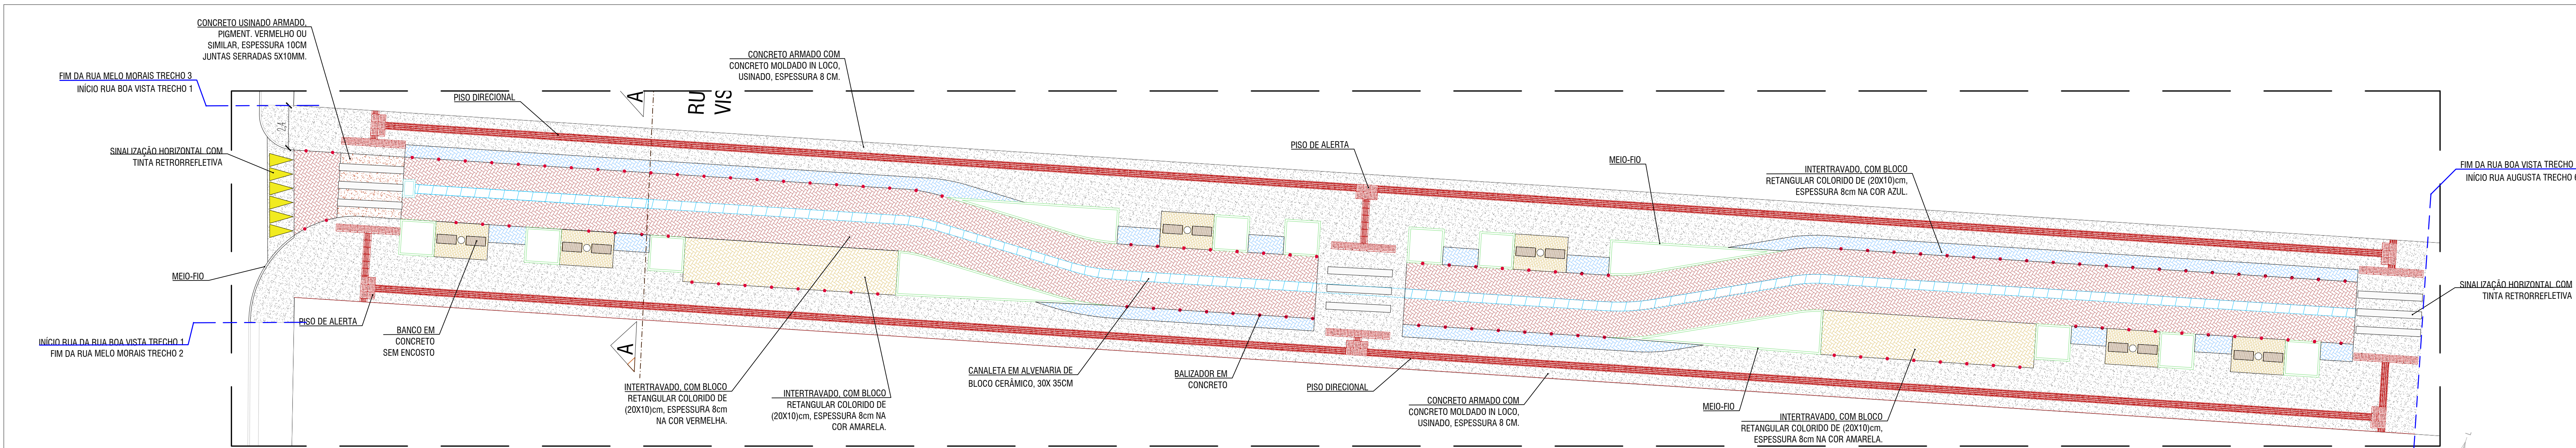 CONCRETO USINADO ARMADO,
PIGMENT. VERMELHO OU
SIMILAR, ESPESSURA 10CM
JUNTAS SERRADAS 5X10MM.
FIM DA RUA MELO MORAIS TRECHO 3
INÍCIO RUA BOA VISTA TRECHO 1
PISO DIRECIONAL
CONCRETO ARMADO COM
CONCRETO MOLDADO IN LOCO,
USINADO, ESPESSURA 8 CM.
A
RU
VIS
2,4
SINALIZAÇÃO HORIZONTAL COM
TINTA RETRORREFLETIVA
PISO DE ALERTA
MEIO-FIO
INTERTRAVADO, COM BLOCO
RETANGULAR COLORIDO DE (20X10)cm,
ESPESSURA 8cm NA COR AZUL.
FIM DA RUA BOA VISTA TRECHO
INÍCIO RUA AUGUSTA TRECHO 6
MEIO-FIO
PISO DE ALERTA
INÍCIO RUA DA RUA BOA VISTA TRECHO 1
FIM DA RUA MELO MORAIS TRECHO 2
BANCO EM
CONCRETO
SEM ENCOSTO
A
INTERTRAVADO, COM BLOCO
RETANGULAR COLORIDO DE
(20X10)cm, ESPESSURA 8cm
NA COR VERMELHA.
INTERTRAVADO, COM BLOCO
RETANGULAR COLORIDO DE
(20X10)cm, ESPESSURA 8cm NA
COR AMARELA.
CANALETA EM ALVENARIA DE
BLOCO CERÂMICO, 30X 35CM
BALIZADOR EM
CONCRETO
PISO DIRECIONAL
CONCRETO ARMADO COM
CONCRETO MOLDADO IN LOCO,
USINADO, ESPESSURA 8 CM.
MEIO-FIO
INTERTRAVADO, COM BLOCO
RETANGULAR COLORIDO DE (20X10)cm,
ESPESSURA 8cm NA COR AMARELA.
SINALIZAÇÃO HORIZONTAL COM
TINTA RETRORREFLETIVA